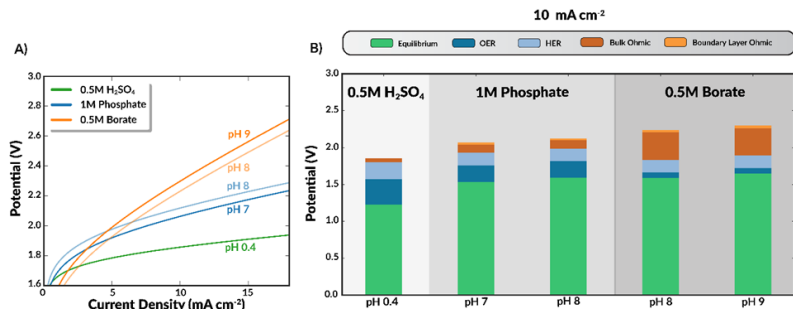 10 mA cm⁻²
A)
B)
Equilibrium
OER
HER
Bulk Ohmic
Boundary Layer Ohmic
3.0
2.8
2.6
2.4
2.2
2.0
1.8
1.6
Potential (V)
0.5M H₂SO₄
1M Phosphate
0.5M Borate
pH 9
pH 8
pH 8
pH 7
pH 0.4
0
5
10
15
Current Density (mA cm⁻²)
3.0
2.5
2.0
1.5
1.0
0.5
0.0
Potential (V)
0.5M H₂SO₄
1M Phosphate
0.5M Borate
pH 0.4
pH 7
pH 8
pH 8
pH 9